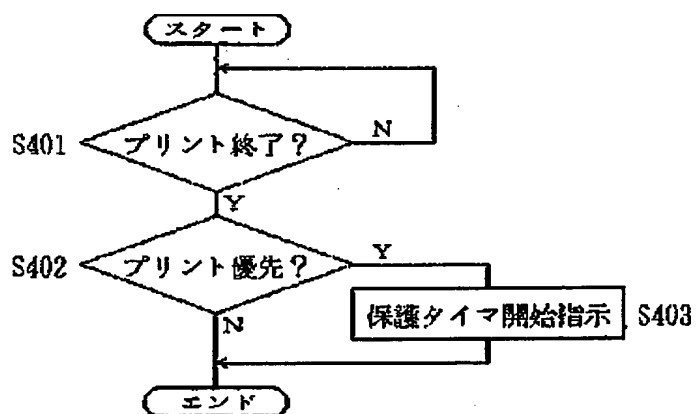 スタート
S401
プリント終了?
N
Y
S402
プリント優先?
Y
N
保護タイマ開始指示
S403
エンド